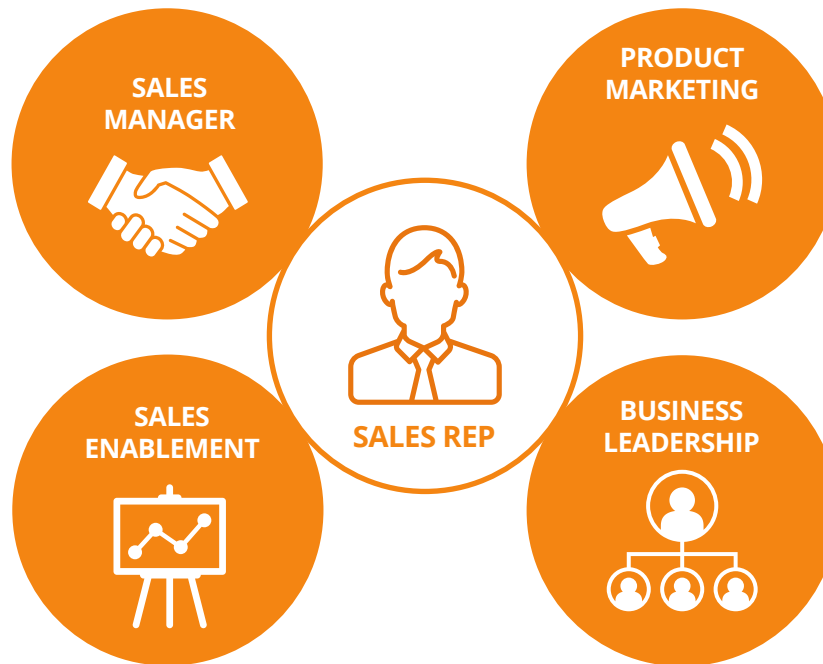 SALES
MANAGER
PRODUCT
MARKETING
SALES REP
SALES
ENABLEMENT
BUSINESS
LEADERSHIP